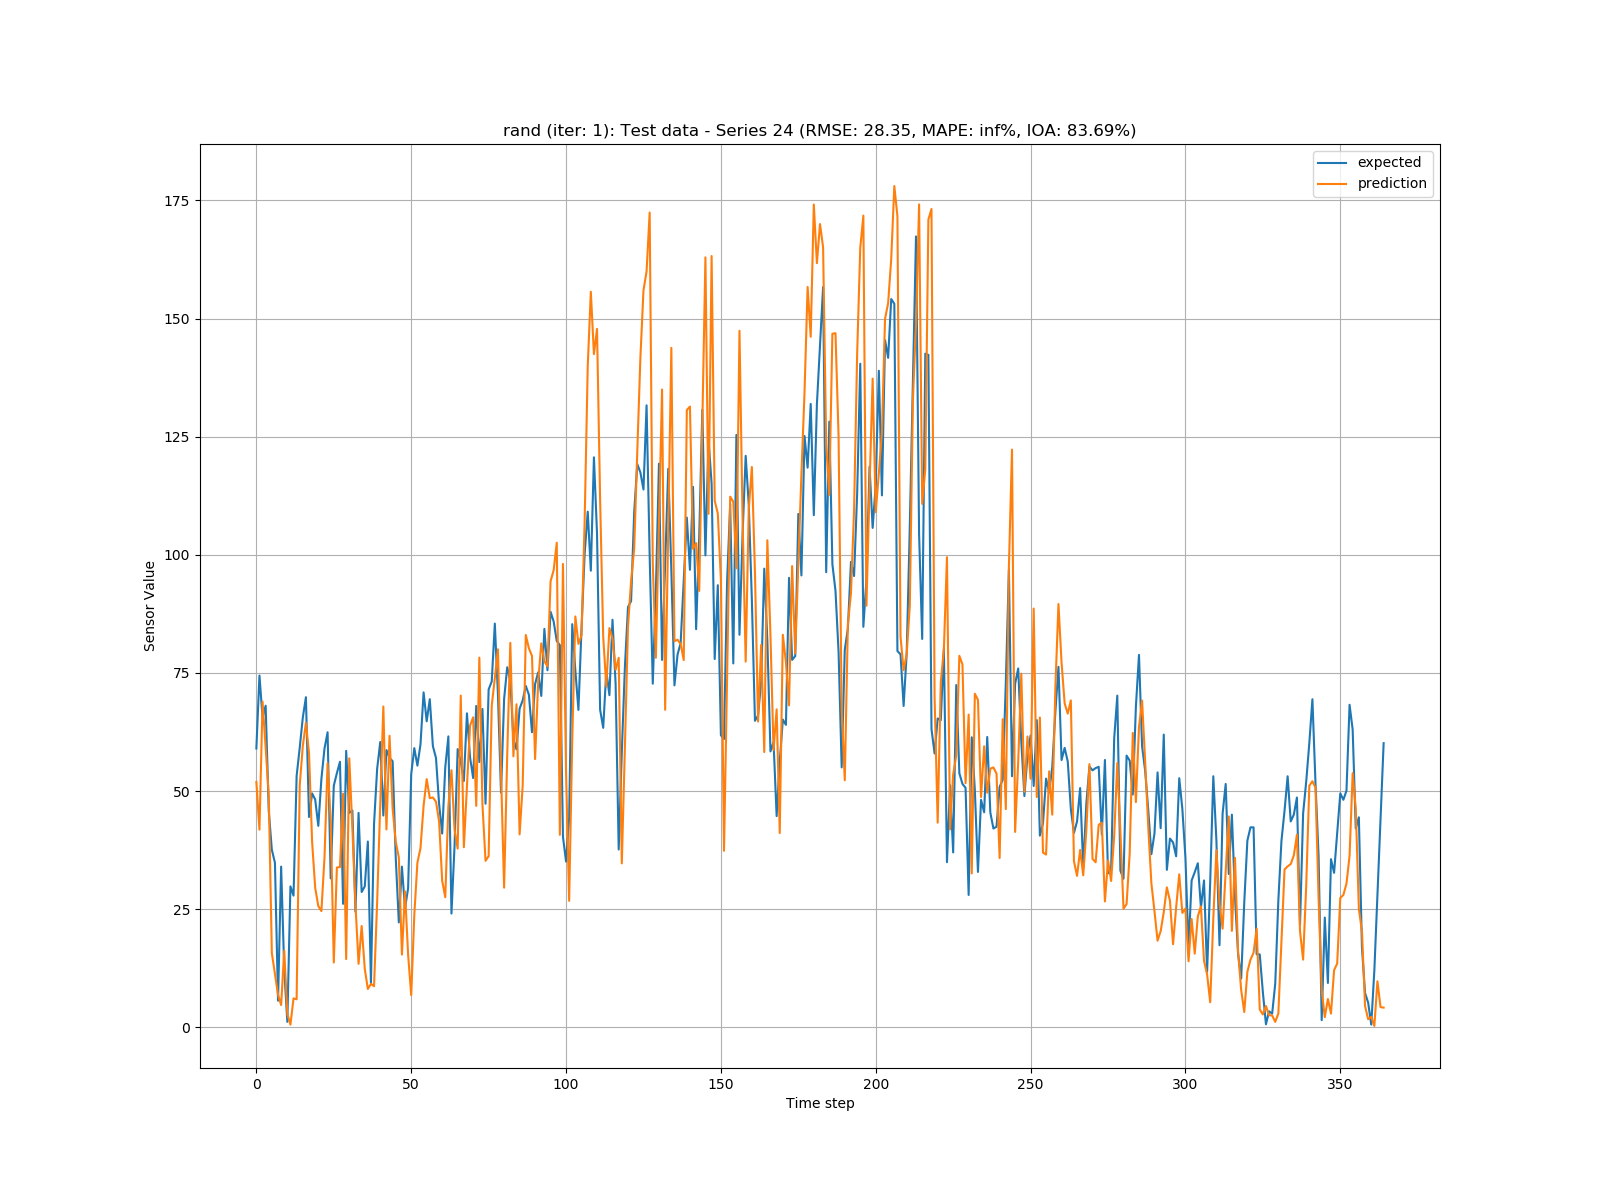 rand (iter: 1): Test data - Series 24 (RMSE: 28.35, MAPE: inf%, IOA: 83.69%)
expected
prediction
175
150
125
100
75
50
25
0
Sensor Value
0 50 100 150 200 250 300 350
Time step